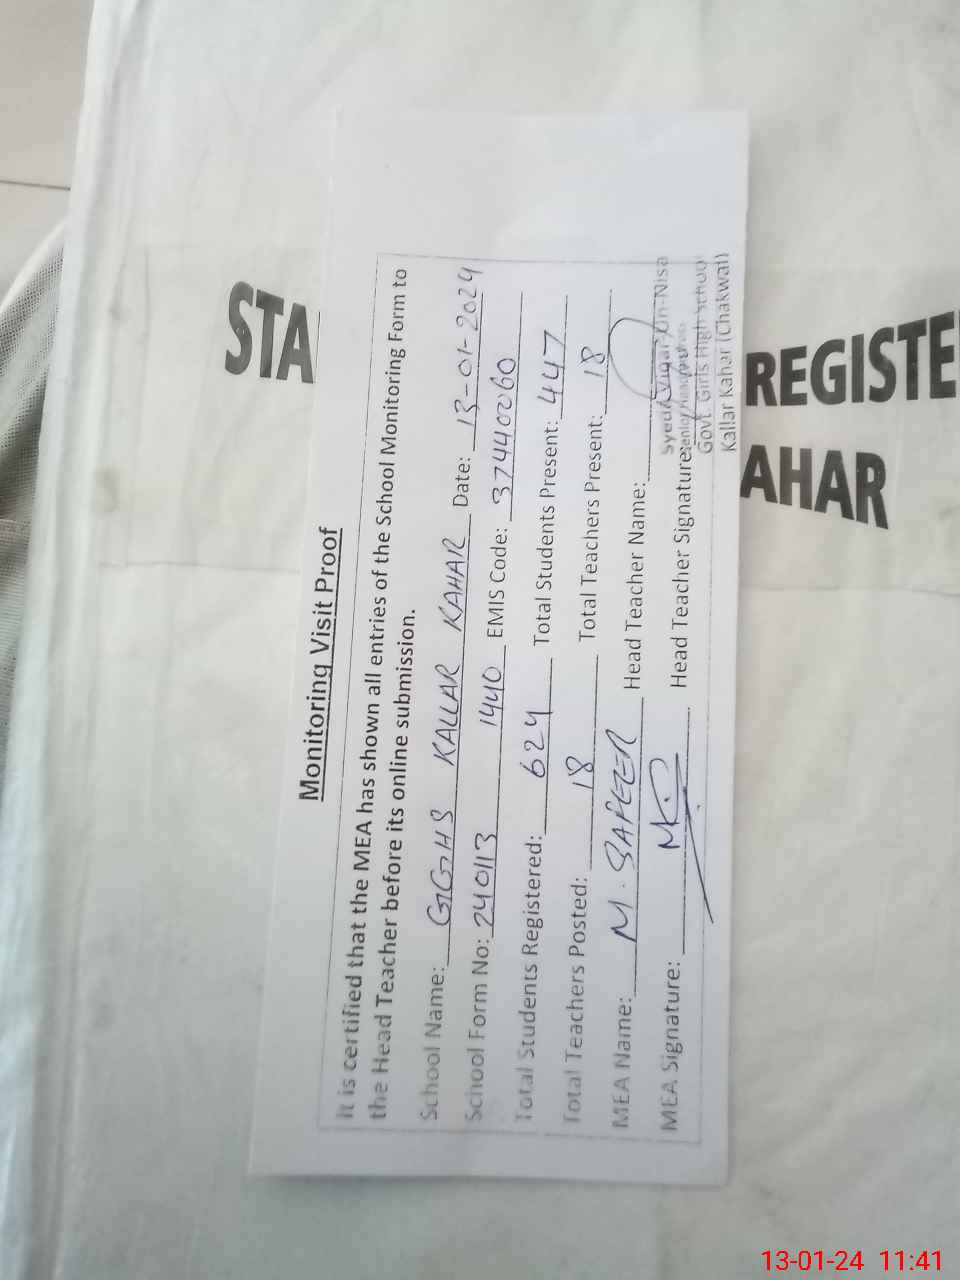 STA
REGISTE
AHAR
Monitoring Visit Proof
It is certified that the MEA has shown all entries of the School Monitoring Form to
the Head Teacher before its online submission.
School Name: GGHS KALLAR KAHAR Date: 13-01-2024
School Form No: 240113 1440 EMIS Code: 37440060
Total Students Registered: 624 Total Students Present: 447
Total Teachers Posted: 18 Total Teachers Present: 18
MEA Name: M. SAFEER Head Teacher Name:
MEA Signature: Head Teacher Signature:
Syeda Viqar-Un-Nisa
Govt. Girls High School
Kallar Kahar (Chakwal)
13-01-24 11:41